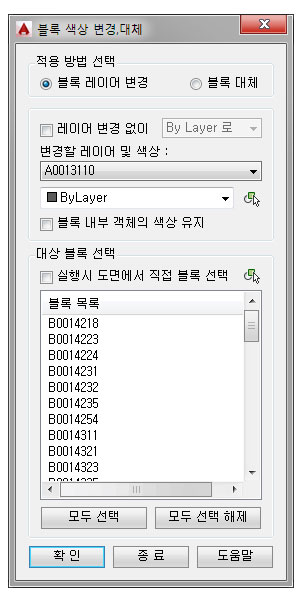 블록 색상 변경,대체
적용 방법 선택
블록 레이어 변경 블록 대체
레이어 변경 없이 By Layer 로
변경할 레이어 및 색상 :
A0013110
ByLayer
블록 내부 객체의 색상 유지
대상 블록 선택
실행시 도면에서 직접 블록 선택
블록 목록
B0014218
B0014223
B0014224
B0014231
B0014232
B0014235
B0014254
B0014311
B0014321
B0014323
모두 선택 모두 선택 해제
확 인 종 료 도움말